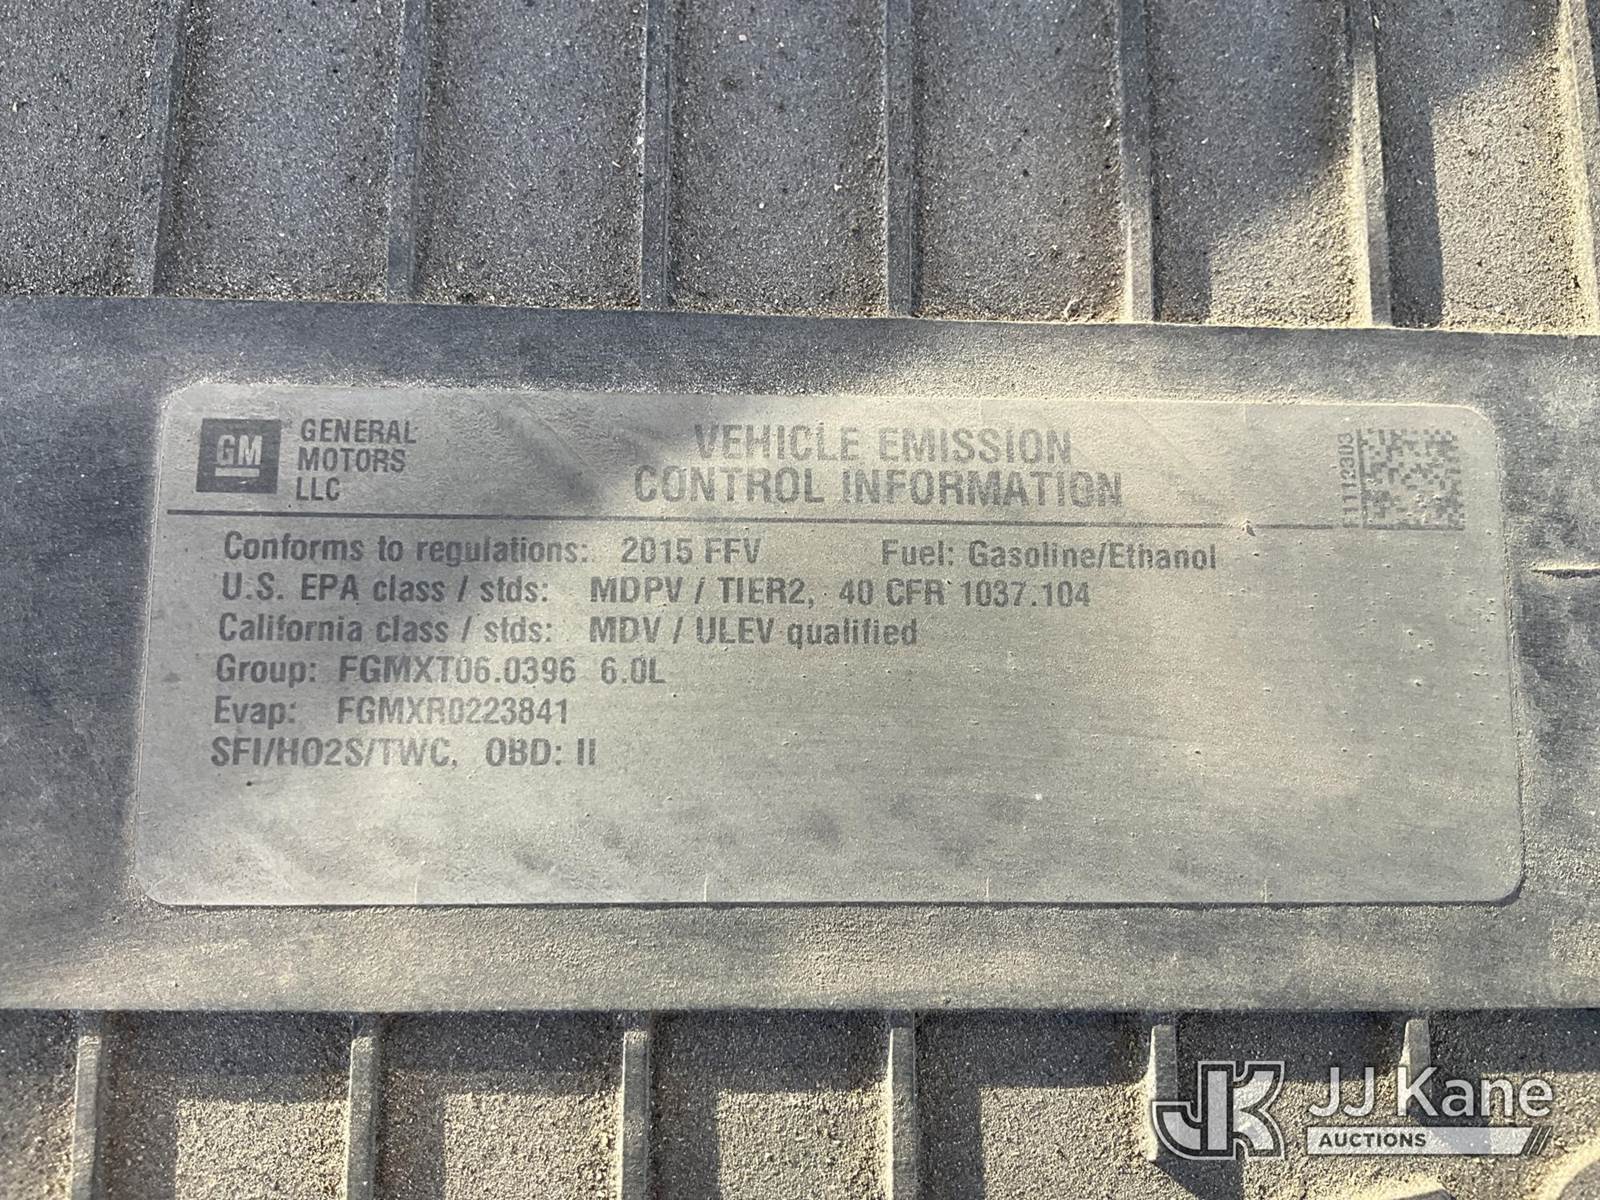 GM
GENERAL
MOTORS
LLC
VEHICLE EMISSION
CONTROL INFORMATION
F1112303
Conforms to regulations: 2015 FFV Fuel: Gasoline/Ethanol
U.S. EPA class / stds: MDPV / TIER2, 40 CFR 1037.104
California class / stds: MDV / ULEV qualified
Group: FGMXT06.0396 6.0L
Evap: FGMXR0223841
SFI/HO2S/TWC, OBD: II
JK JJ Kane
AUCTIONS